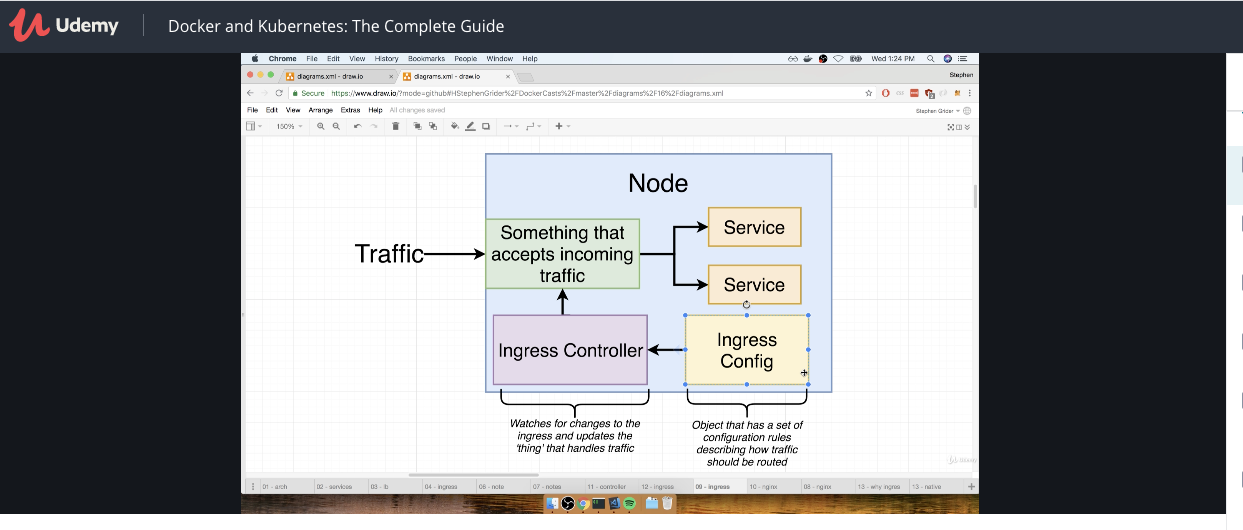 Udemy
Docker and Kubernetes: The Complete Guide
Chrome File Edit View History Bookmarks People Window Help
Wed 1:24 PM
diagrams.xml - draw.io
diagrams.xml - draw.io
Stephen
Secure https://www.draw.io/?mode=github#HStephenGrider%2FDockerCasts%2Fmaster%2Fdiagrams%2F16%2Fdiagrams.xml
File Edit View Arrange Extras Help All changes saved
Stephen Grider
150%
Node
Something that
accepts incoming
traffic
Service
Traffic
Service
Ingress Controller
Ingress
Config
Watches for changes to the
ingress and updates the
'thing' that handles traffic
Object that has a set of
configuration rules
describing how traffic
should be routed
Udemy
01 - arch
02 - services
03 - lb
04 - ingress
06 - note
07 - notes
11 - controller
12 - ingress
09 - ingress
10 - nginx
08 - nginx
13 - why ingres
13 - native